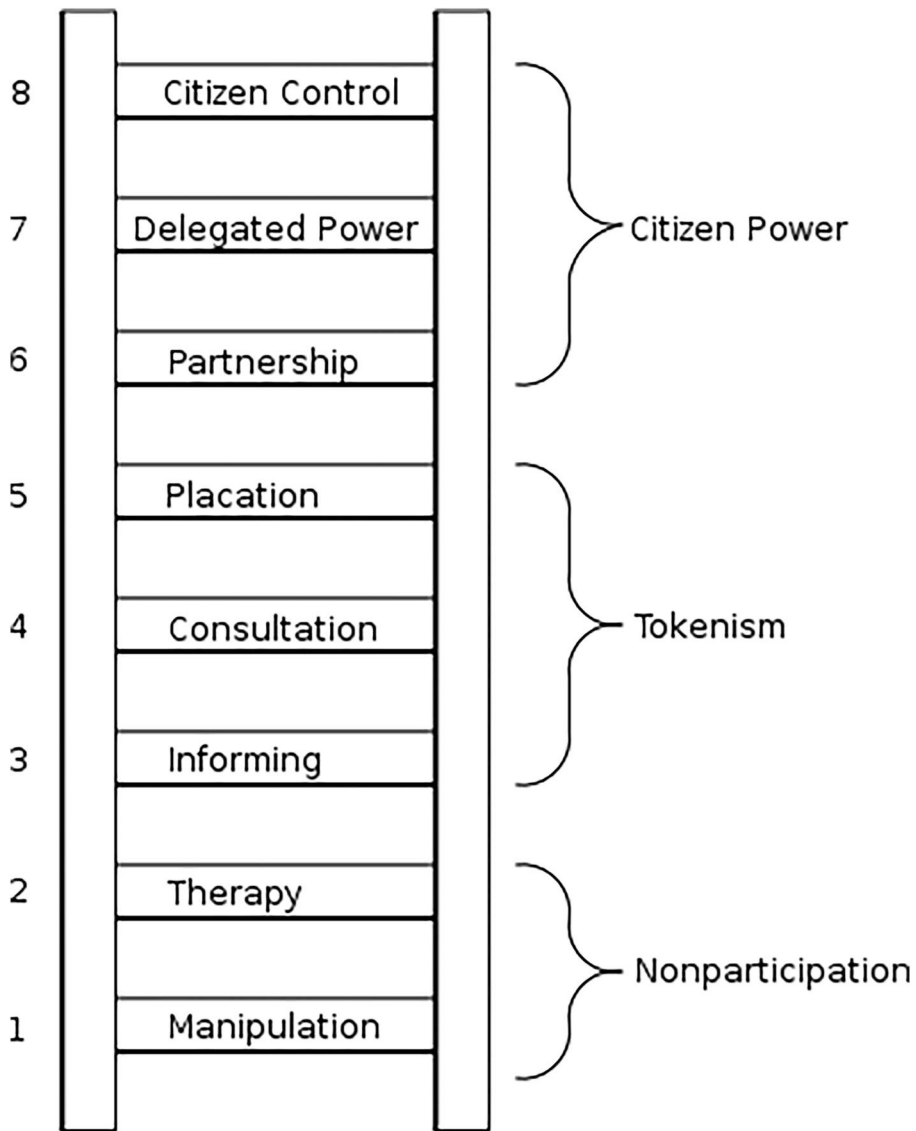 8 Citizen Control
7 Delegated Power
Citizen Power
6 Partnership
5 Placation
4 Consultation
Tokenism
3 Informing
2 Therapy
Nonparticipation
1 Manipulation